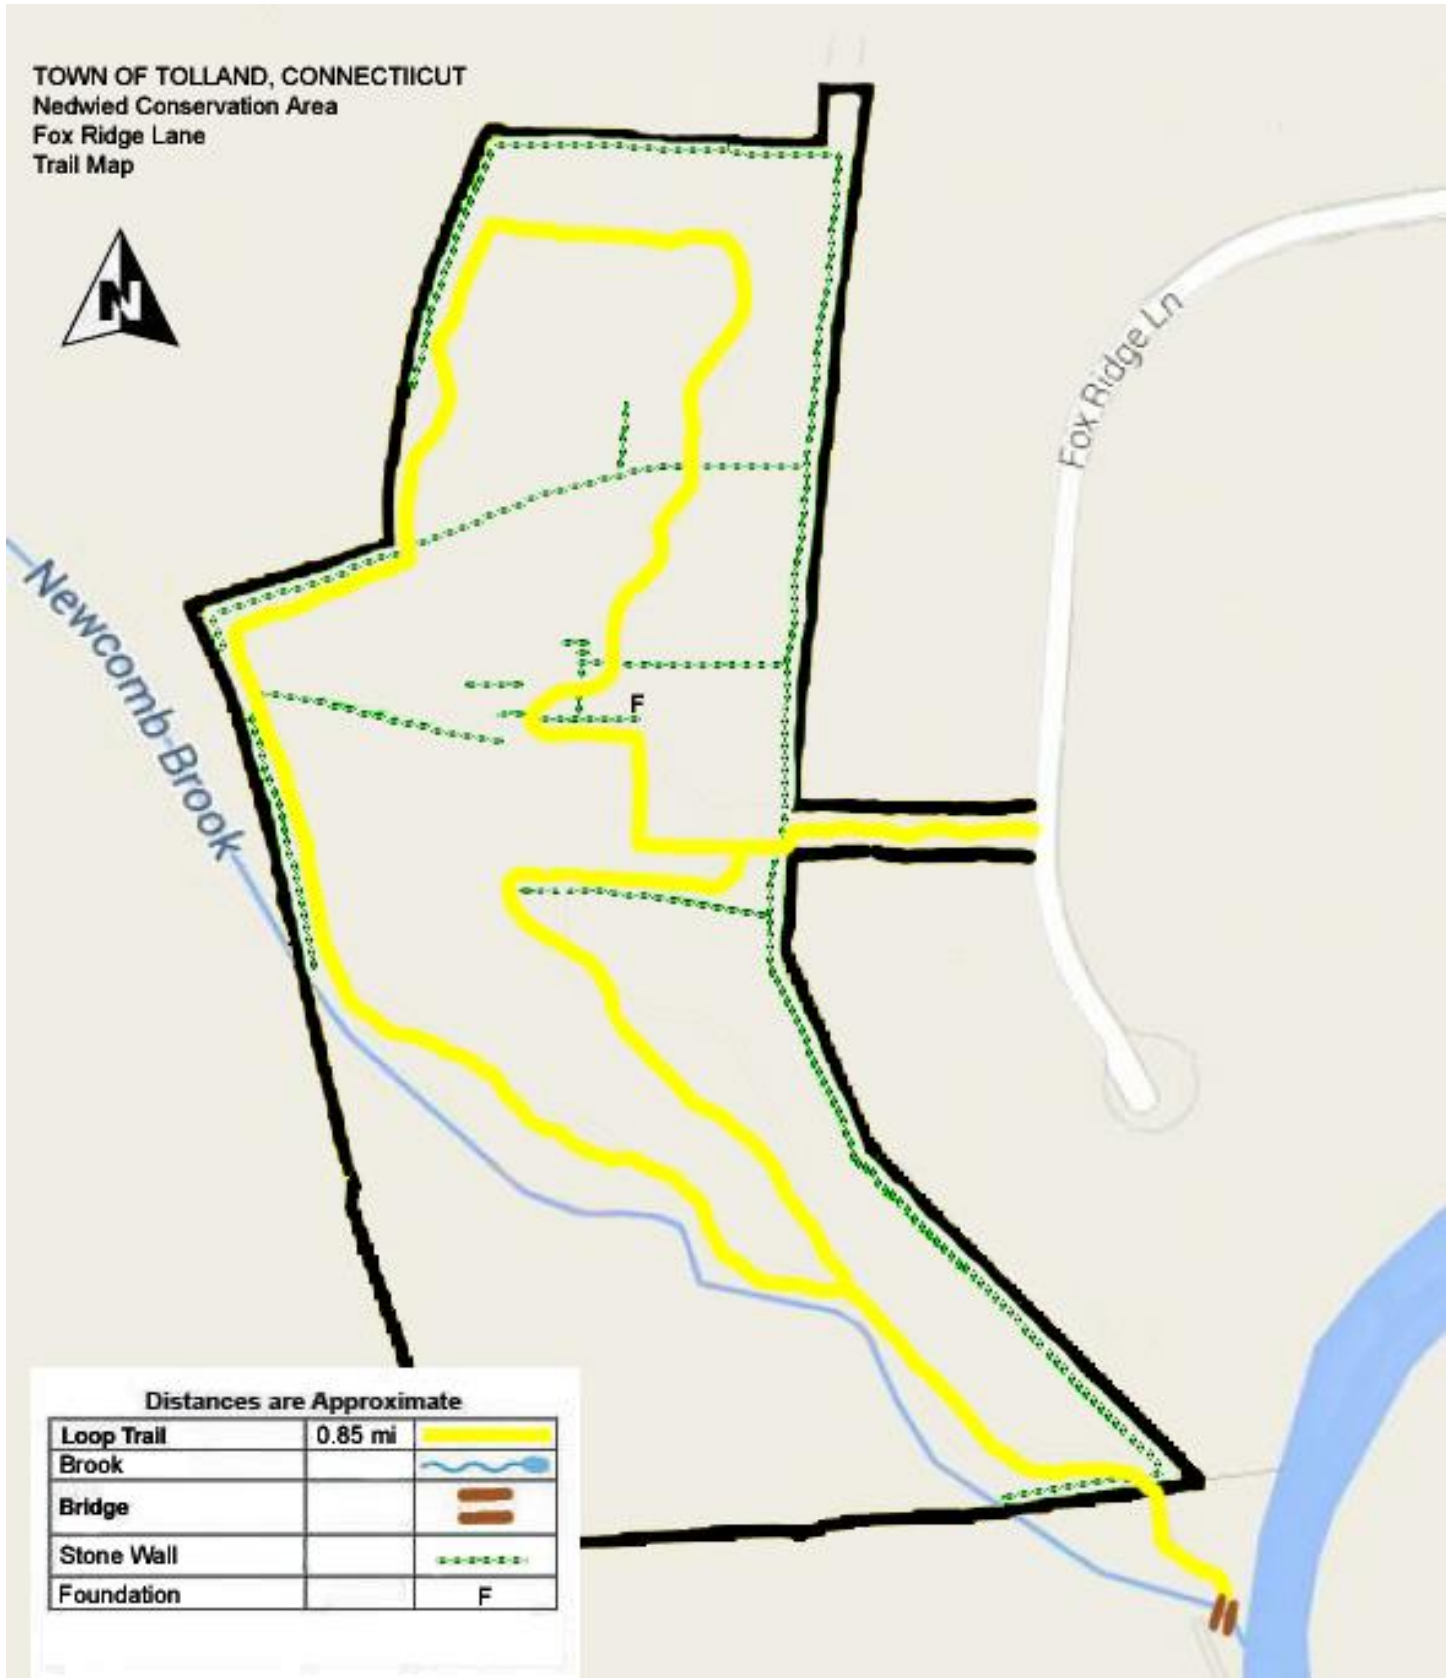 TOWN OF TOLLAND, CONNECTIICUT
Nedwied Conservation Area
Fox Ridge Lane
Trail Map
N
Fox Ridge Ln
Newcomb Brook
F
Distances are Approximate
Loop Trail 0.85 mi
Brook
Bridge
Stone Wall
Foundation F